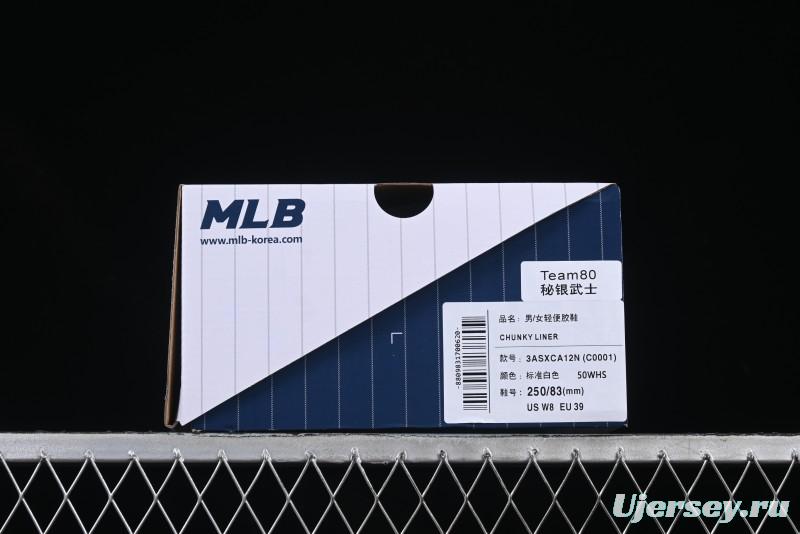 MLB
www.mlb-korea.com
Team80
秘银武士
品名：男/女轻便胶鞋
CHUNKY LINER
款号：3ASXCA12N (C0001)
颜色：标准白色 50WHS
鞋号：250/83(mm)
US W8 EU 39
-8809831700620-
Ujersey.ru